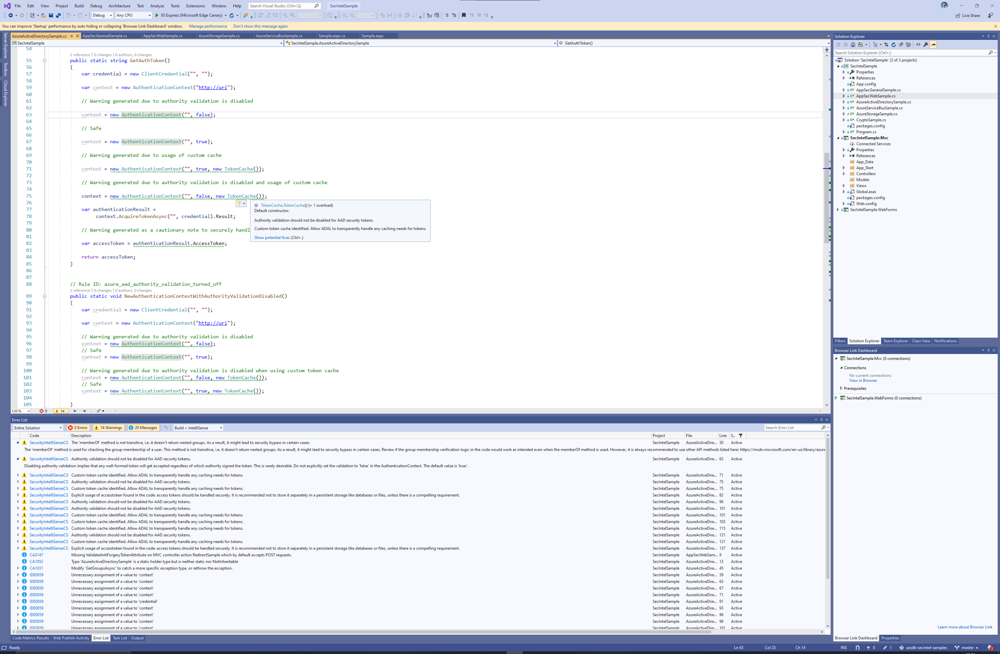 File Edit View Project Build Debug Architecture Test Analyze Tools Extensions Window Help Search Visual Studio (Ctrl+Q) SecIntelSample
Debug Any CPU IIS Express (Microsoft Edge Canary) Live Share
You can improve 'Startup' performance by auto hiding or collapsing 'Browser Link Dashboard' window. Manage performance Don't show this message again
Server Explorer
Toolbox
Cloud Explorer
AzureActiveDirectorySample.cs AppSecGeneralSample.cs AppSecWebSample.cs AzureStorageSample.cs AzureServiceBusSample.cs Sample.aspx.cs Sample.aspx
SecIntelSample SecIntelSample.AzureActiveDirectorySample GetAuthToken()
54
1 reference | 0 changes | 0 authors, 0 changes
55 public static string GetAuthToken()
56 {
57 var credential = new ClientCredential("", "");
58
59 var context = new AuthenticationContext("http://uri");
60
61 // Warning generated due to authority validation is disabled
62
63 context = new AuthenticationContext("", false);
64
65 // Safe
66
67 context = new AuthenticationContext("", true);
68
69 // Warning generated due to usage of custom cache
70
71 context = new AuthenticationContext("", true, new TokenCache());
72
73 // Warning generated due to authority validation is disabled and usage of custom cache
74
75 context = new AuthenticationContext("", false, new TokenCache());
76
77 var authenticationResult =
78 context.AcquireTokenAsync("", credential).Result;
79
80 // Warning generated as a cautionary note to securely handl
81
82 var accessToken = authenticationResult.AccessToken;
83
84 return accessToken;
85 }
86
87
88 // Rule ID: azure_aad_authority_validation_turned_off
1 reference | 0 changes | 0 authors, 0 changes
89 public static void NewAuthenticationContextWithAuthorityValidationDisabled()
90 {
91 var credential = new ClientCredential("", "");
92
93 var context = new AuthenticationContext("http://uri");
94
95 // Warning generated due to authority validation is disabled
96 context = new AuthenticationContext("", false);
97 // Safe
98 context = new AuthenticationContext("", true);
99
100 // Warning generated due to authority validation is disabled when using custom token cache
101 context = new AuthenticationContext("", false, new TokenCache());
102 // Safe
103 context = new AuthenticationContext("", true, new TokenCache());
104
105 }
TokenCache.TokenCache() (+ 1 overload)
Default constructor.
Authority validation should not be disabled for AAD security tokens.
Custom token cache identified. Allow ADAL to transparently handle any caching needs for tokens.
Show potential fixes (Ctrl+.)
120 % 0 14
Error List
Entire Solution 0 Errors 14 Warnings 20 Messages Build + IntelliSense Search Error List
Code Description Project File Line S..
SecurityIntelliSenseCS The 'memberOf' method is not transitive, i.e. it doesn't return nested groups. As a result, it might lead to security bypass in certain cases. SecIntelSample AzureActiveDire... 30 Active
The 'memberOf' method is used for checking the group membership of a user. This method is not transitive, i.e. it doesn't return nested groups. As a result, it might lead to security bypass in certain cases. Review if the group membership verification logic in the code would work as intended even when the memberOf method is used. However, it is always recommended to use other API methods listed here: https://msdn.microsoft.com/en-us/library/azure
SecurityIntelliSenseCS Authority validation should not be disabled for AAD security tokens. SecIntelSample AzureActiveDire... 63 Active
Disabling authority validation implies that any well-formed token will get accepted regardless of which authority signed the token. This is rarely desirable. Do not explicitly set the validation to 'false' in the AuthenticationContext. The default value is 'true'.
SecurityIntelliSenseCS Custom token cache identified. Allow ADAL to transparently handle any caching needs for tokens. SecIntelSample AzureActiveDire... 71 Active
SecurityIntelliSenseCS Authority validation should not be disabled for AAD security tokens. SecIntelSample AzureActiveDire... 75 Active
SecurityIntelliSenseCS Custom token cache identified. Allow ADAL to transparently handle any caching needs for tokens. SecIntelSample AzureActiveDire... 75 Active
SecurityIntelliSenseCS Explicit usage of accesstoken found in the code: access tokens should be handled securely. It is recommended not to store it separately in a persistent storage like databases or files, unless there is a compelling requirement. SecIntelSample AzureActiveDire... 82 Active
SecurityIntelliSenseCS Authority validation should not be disabled for AAD security tokens. SecIntelSample AzureActiveDire... 96 Active
SecurityIntelliSenseCS Authority validation should not be disabled for AAD security tokens. SecIntelSample AzureActiveDire... 101 Active
SecurityIntelliSenseCS Custom token cache identified. Allow ADAL to transparently handle any caching needs for tokens. SecIntelSample AzureActiveDire... 101 Active
SecurityIntelliSenseCS Custom token cache identified. Allow ADAL to transparently handle any caching needs for tokens. SecIntelSample AzureActiveDire... 103 Active
SecurityIntelliSenseCS Custom token cache identified. Allow ADAL to transparently handle any caching needs for tokens. SecIntelSample AzureActiveDire... 115 Active
SecurityIntelliSenseCS Authority validation should not be disabled for AAD security tokens. SecIntelSample AzureActiveDire... 121 Active
SecurityIntelliSenseCS Custom token cache identified. Allow ADAL to transparently handle any caching needs for tokens. SecIntelSample AzureActiveDire... 121 Active
SecurityIntelliSenseCS Explicit usage of accesstoken found in the code: access tokens should be handled securely. It is recommended not to store it separately in a persistent storage like databases or files, unless there is a compelling requirement. SecIntelSample AzureActiveDire... 137 Active
CA3147 Missing ValidateAntiForgeryTokenAttribute on MVC controller action RedirectSample which by default accepts POST requests. SecIntelSample AppSecWebSam... 9 Active
CA1052 Type 'AzureActiveDirectorySample' is a static holder type but is neither static nor NotInheritable SecIntelSample AzureActiveDire... 13 Active
CA1031 Modify 'GetGroupsAsync' to catch a more specific exception type, or rethrow the exception. SecIntelSample AzureActiveDire... 45 Active
IDE0059 Unnecessary assignment of a value to 'context' SecIntelSample AzureActiveDire... 59 Active
IDE0059 Unnecessary assignment of a value to 'context' SecIntelSample AzureActiveDire... 63 Active
IDE0059 Unnecessary assignment of a value to 'context' SecIntelSample AzureActiveDire... 67 Active
IDE0059 Unnecessary assignment of a value to 'context' SecIntelSample AzureActiveDire... 71 Active
IDE0059 Unnecessary assignment of a value to 'credential' SecIntelSample AzureActiveDire... 91 Active
IDE0059 Unnecessary assignment of a value to 'context' SecIntelSample AzureActiveDire... 93 Active
IDE0059 Unnecessary assignment of a value to 'context' SecIntelSample AzureActiveDire... 96 Active
IDE0059 Unnecessary assignment of a value to 'context' SecIntelSample AzureActiveDire... 98 Active
IDE0059 Unnecessary assignment of a value to 'context' SecIntelSample AzureActiveDire... 101 Active
Code Metrics Results Web Publish Activity Error List Task List Output
Solution Explorer
Search Solution Explorer (Ctrl+;)
Solution 'SecIntelSample' (3 of 3 projects)
SecIntelSample
Properties
References
App.config
AppSecGeneralSample.cs
AppSecWebSample.cs
AzureActiveDirectorySample.cs
AzureServiceBusSample.cs
AzureStorageSample.cs
CryptoSample.cs
packages.config
Program.cs
SecIntelSample.Mvc
Connected Services
Properties
References
App_Data
App_Start
Controllers
Models
Views
Global.asax
packages.config
Web.config
SecIntelSample.WebForms
Filters Solution Explorer Team Explorer Class View Notifications
Browser Link Dashboard
SecIntelSample.Mvc (0 connections)
Connections
No current connections
View in Browser
Prerequisites
SecIntelSample.WebForms (0 connections)
Learn more about Browser Link
Browser Link Dashboard Properties
Ready Ln 63 Col 23 Ch 14 INS 0 1 azsdk-secintel-samples master 3